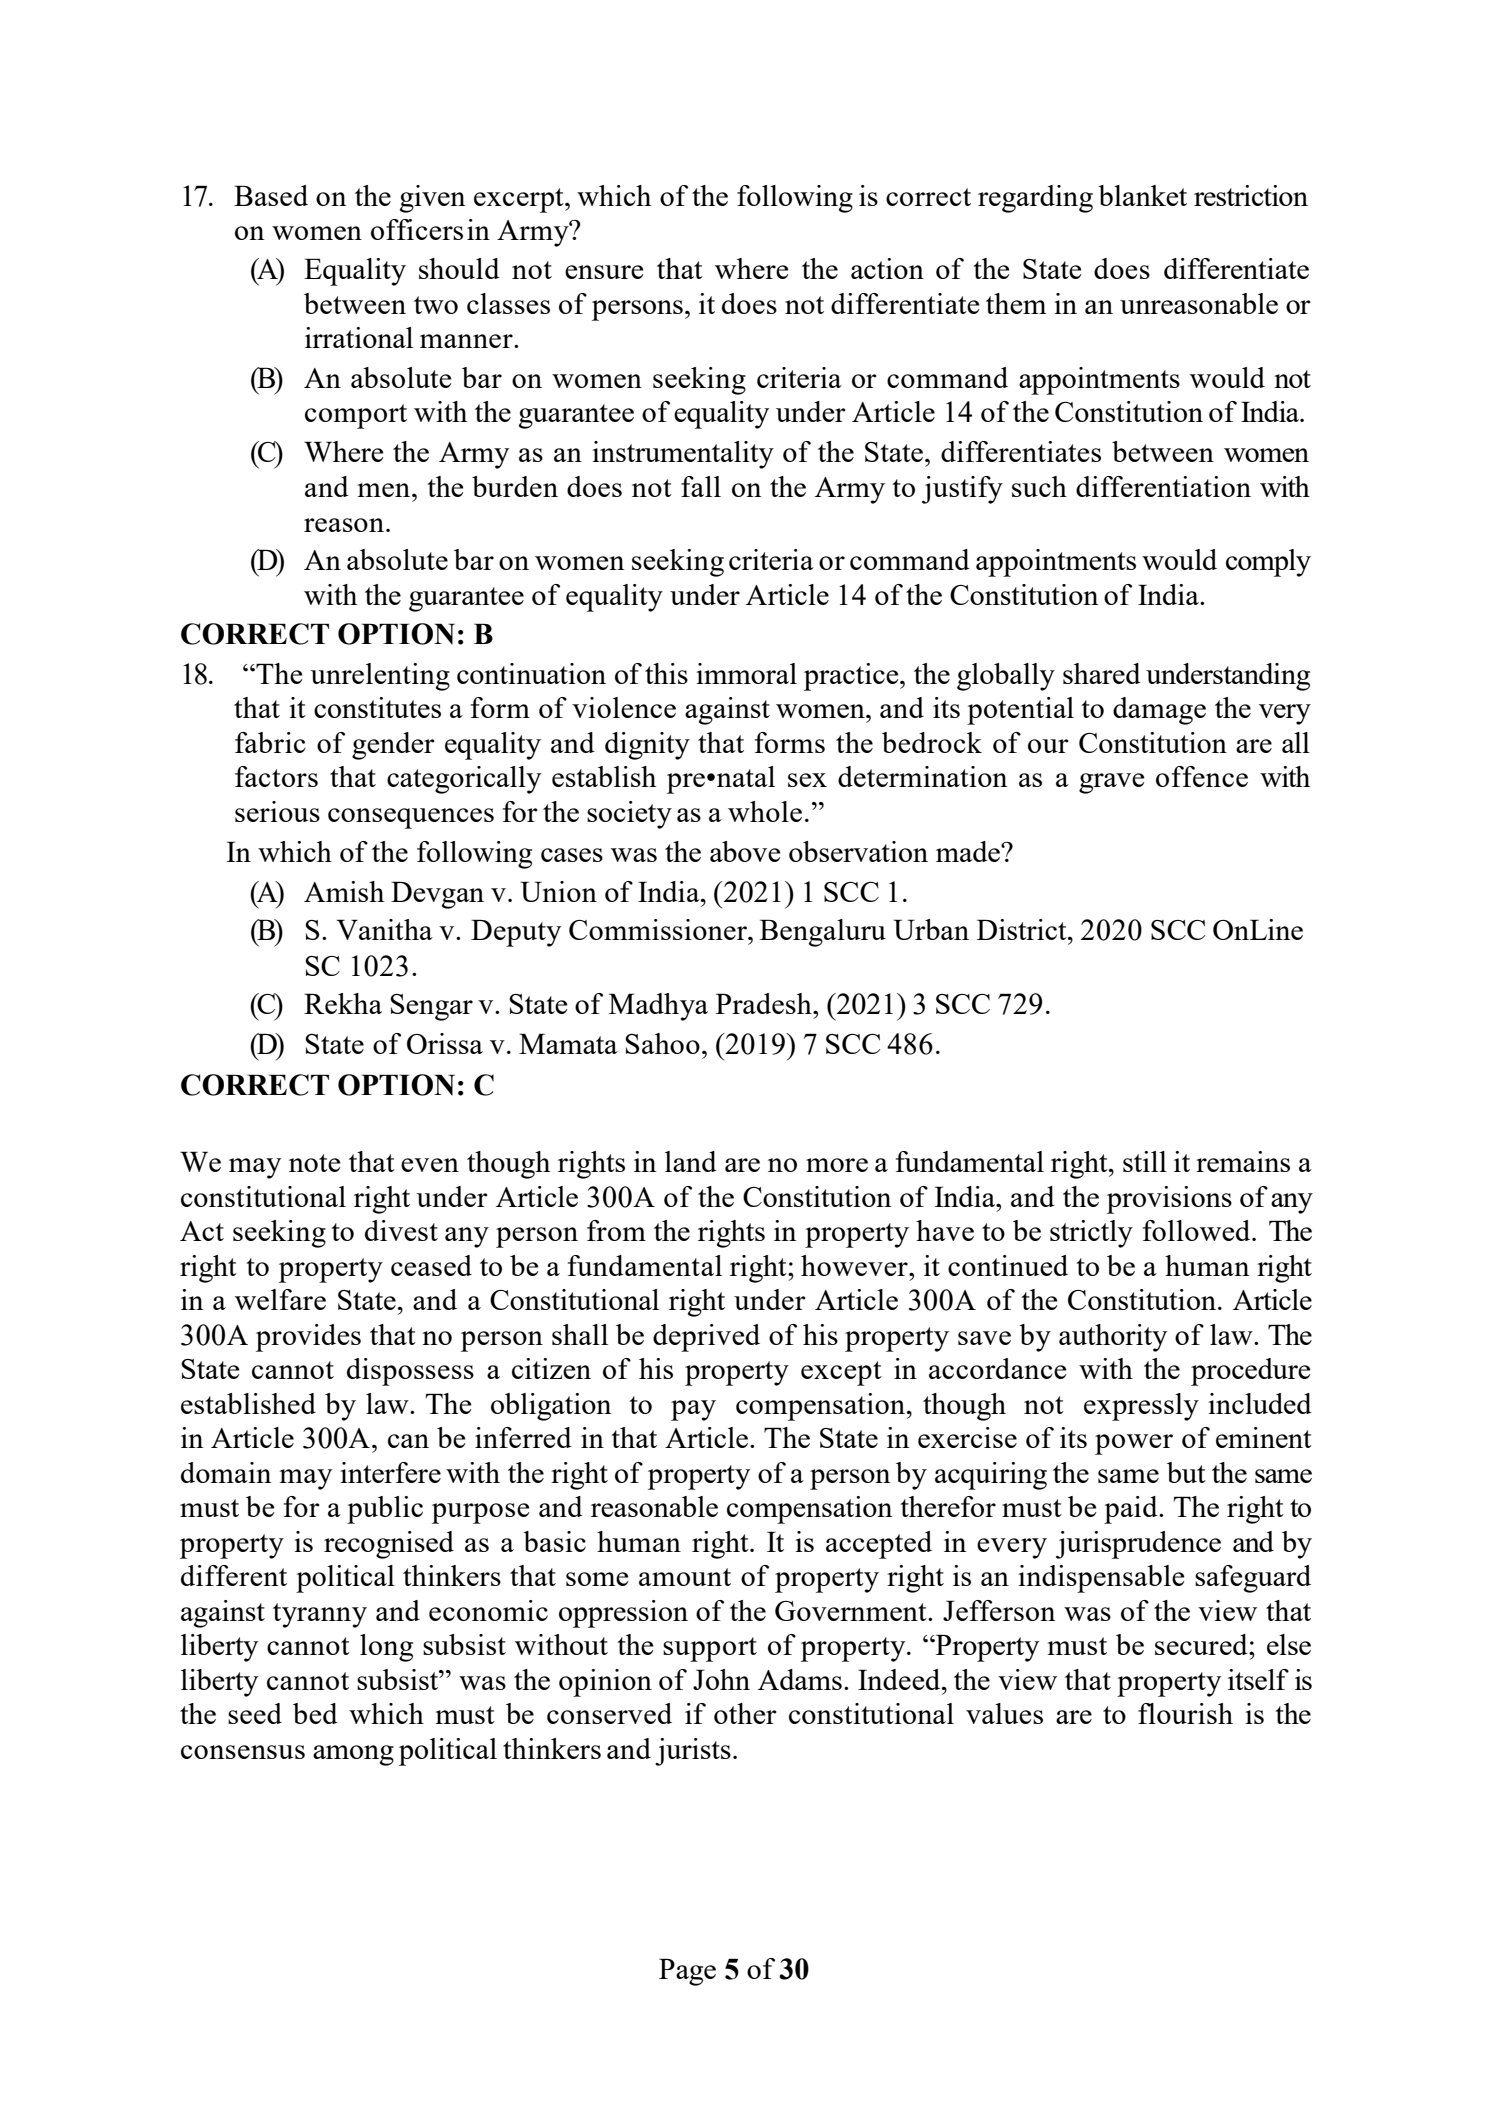 17. Based on the given excerpt, which of the following is correct regarding blanket restriction
on women officers in Army?
(A) Equality should not ensure that where the action of the State does differentiate
between two classes of persons, it does not differentiate them in an unreasonable or
irrational manner.
(B) An absolute bar on women seeking criteria or command appointments would not
comport with the guarantee of equality under Article 14 of the Constitution of India.
(C) Where the Army as an instrumentality of the State, differentiates between women
and men, the burden does not fall on the Army to justify such differentiation with
reason.
(D) An absolute bar on women seeking criteria or command appointments would comply
with the guarantee of equality under Article 14 of the Constitution of India.
CORRECT OPTION: B
18. “The unrelenting continuation of this immoral practice, the globally shared understanding
that it constitutes a form of violence against women, and its potential to damage the very
fabric of gender equality and dignity that forms the bedrock of our Constitution are all
factors that categorically establish pre•natal sex determination as a grave offence with
serious consequences for the society as a whole.”
In which of the following cases was the above observation made?
(A) Amish Devgan v. Union of India, (2021) 1 SCC 1.
(B) S. Vanitha v. Deputy Commissioner, Bengaluru Urban District, 2020 SCC OnLine
SC 1023.
(C) Rekha Sengar v. State of Madhya Pradesh, (2021) 3 SCC 729.
(D) State of Orissa v. Mamata Sahoo, (2019) 7 SCC 486.
CORRECT OPTION: C
We may note that even though rights in land are no more a fundamental right, still it remains a
constitutional right under Article 300A of the Constitution of India, and the provisions of any
Act seeking to divest any person from the rights in property have to be strictly followed. The
right to property ceased to be a fundamental right; however, it continued to be a human right
in a welfare State, and a Constitutional right under Article 300A of the Constitution. Article
300A provides that no person shall be deprived of his property save by authority of law. The
State cannot dispossess a citizen of his property except in accordance with the procedure
established by law. The obligation to pay compensation, though not expressly included
in Article 300A, can be inferred in that Article. The State in exercise of its power of eminent
domain may interfere with the right of property of a person by acquiring the same but the same
must be for a public purpose and reasonable compensation therefor must be paid. The right to
property is recognised as a basic human right. It is accepted in every jurisprudence and by
different political thinkers that some amount of property right is an indispensable safeguard
against tyranny and economic oppression of the Government. Jefferson was of the view that
liberty cannot long subsist without the support of property. “Property must be secured; else
liberty cannot subsist” was the opinion of John Adams. Indeed, the view that property itself is
the seed bed which must be conserved if other constitutional values are to flourish is the
consensus among political thinkers and jurists.
Page 5 of 30